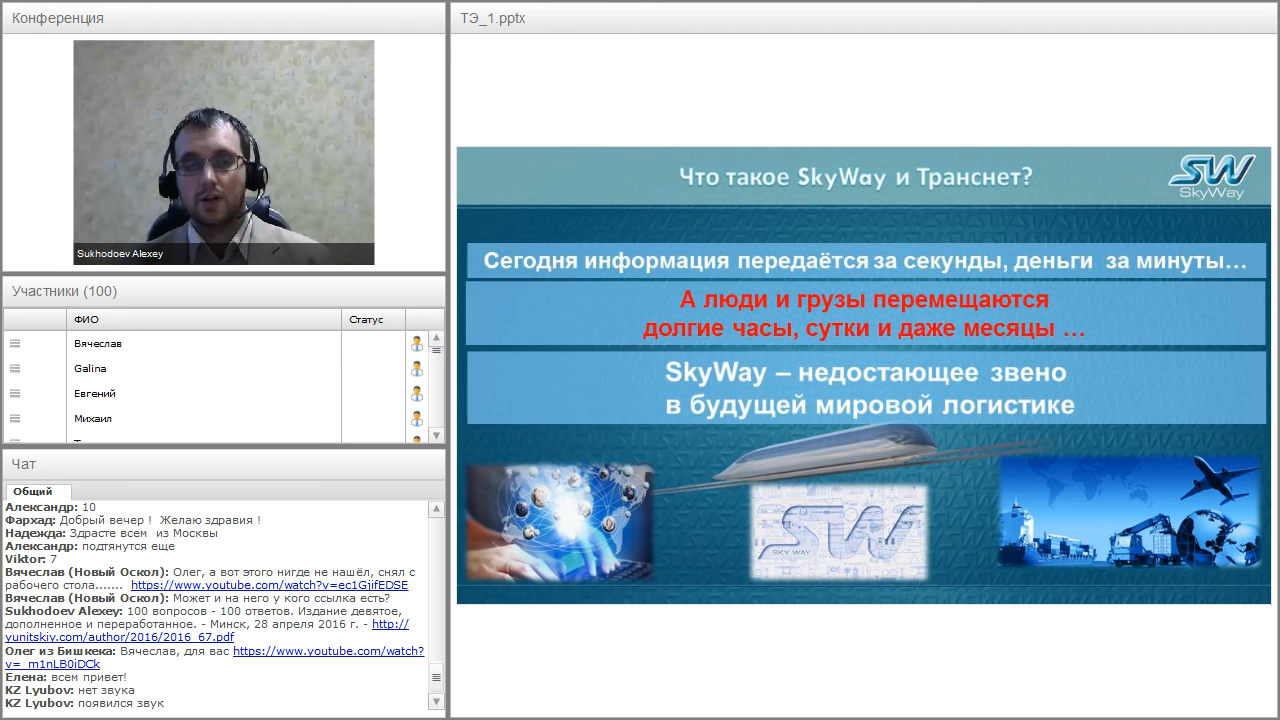 Конференция
Sukhodoev Alexey
Участники (100)
ФИО
Статус
Вячеслав
Galina
Евгений
Михаил
Чат
Общий
Александр: 10
Фархад: Добрый вечер ! Желаю здравия !
Надежда: Здрасте всем из Москвы
Александр: подтянутся еще
Viktor: 7
Вячеслав (Новый Оскол): Олег, а вот этого нигде не нашёл, снял с
рабочего стола....... https://www.youtube.com/watch?v=ec1GjifEDSE
Вячеслав (Новый Оскол): Может и на него у кого ссылка есть?
Sukhodoev Alexey: 100 вопросов - 100 ответов. Издание девятое,
дополненное и переработанное. - Минск, 28 апреля 2016 г. - http://
yunitskiy.com/author/2016/2016_67.pdf
Олег из Бишкека: Вячеслав, для вас https://www.youtube.com/watch?
v=_m1nLB0iDCk
Елена: всем привет!
KZ Lyubov: нет звука
KZ Lyubov: появился звук
ТЭ_1.pptx
Что такое SkyWay и Транснет?
SW
SkyWay
Сегодня информация передаётся за секунды, деньги за минуты...
А люди и грузы перемещаются
долгие часы, сутки и даже месяцы ...
SkyWay – недостающее звено
в будущей мировой логистике
SW
SKY WAY